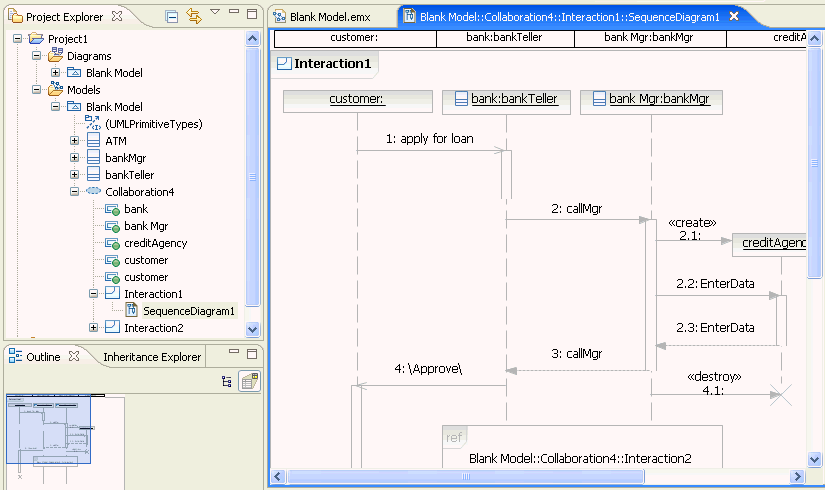 Project Explorer
Project1
Diagrams
Blank Model
Models
Blank Model
(UMLPrimitiveTypes)
ATM
bankMgr
bankTeller
Collaboration4
bank
bank Mgr
creditAgency
customer
customer
Interaction1
SequenceDiagram1
Interaction2
Outline
Inheritance Explorer
Blank Model.emx
Blank Model::Collaboration4::Interaction1::SequenceDiagram1
customer:
bank:bankTeller
bank Mgr:bankMgr
creditA
Interaction1
customer:
bank:bankTeller
bank Mgr:bankMgr
1: apply for loan
2: callMgr
«create»
2.1:
creditAgenc
2.2: EnterData
2.3: EnterData
3: callMgr
4: \Approve\
«destroy»
4.1:
ref
Blank Model::Collaboration4::Interaction2